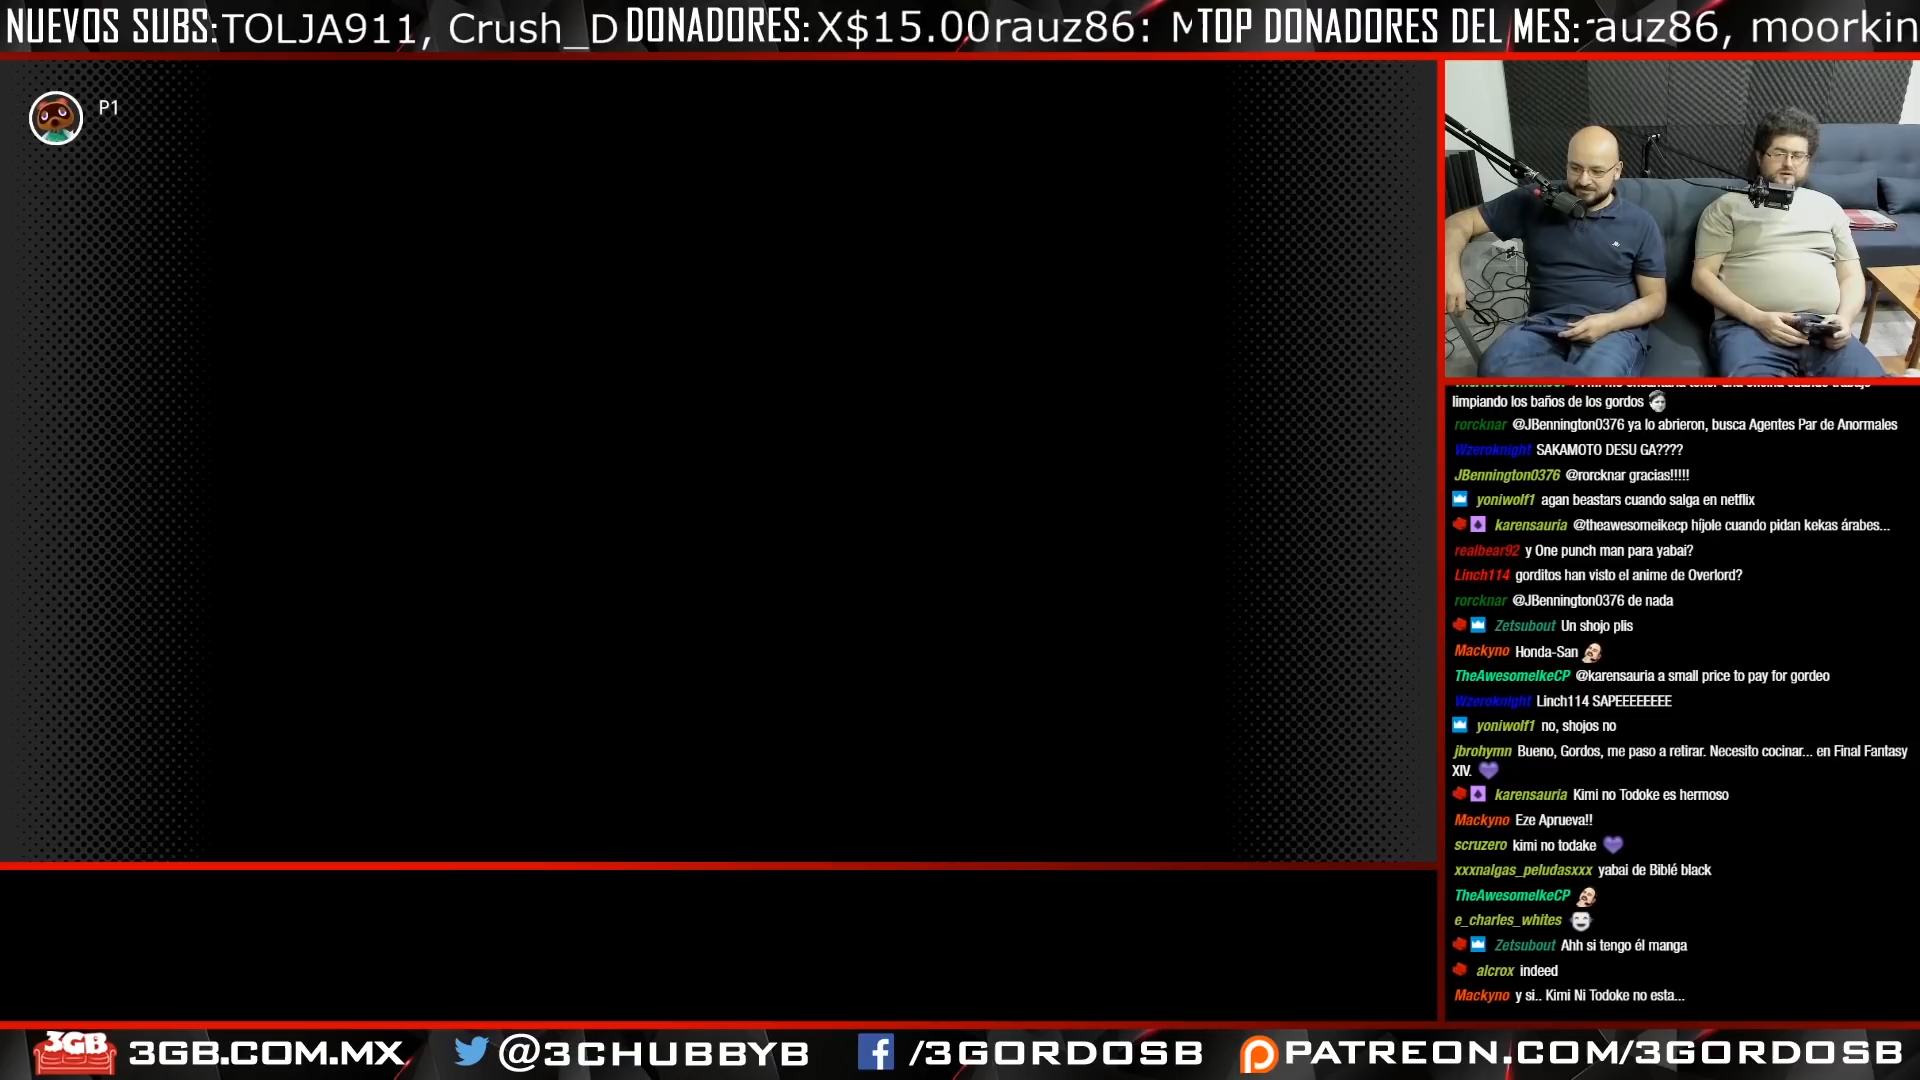 NUEVOS SUBS: TOLJA911, Crush_D DONADORES: X$15.00rauz86: M TOP DONADORES DEL MES: rauz86, moorkin
P1
limpiando los baños de los gordos
rorcknar @JBennington0376 ya lo abrieron, busca Agentes Par de Anormales
Wzeroknight SAKAMOTO DESU GA????
JBennington0376 @rorcknar gracias!!!!!
yoniwolf1 agan beastars cuando salga en netflix
karensauria @theawesomeikecp híjole cuando pidan kekas árabes...
realbear92 y One punch man para yabai?
Linch114 gorditos han visto el anime de Overlord?
rorcknar @JBennington0376 de nada
Zetsubout Un shojo plis
Mackyno Honda-San
TheAwesomeIkeCP @karensauria a small price to pay for gordeo
Wzeroknight Linch114 SAPEEEEEEEE
yoniwolf1 no, shojos no
jbrohymn Bueno, Gordos, me paso a retirar. Necesito cocinar... en Final Fantasy
XIV.
karensauria Kimi no Todoke es hermoso
Mackyno Eze Aprueva!!
scruzero kimi no todake
xxxnalgas_peludasxxx yabai de Biblé black
TheAwesomeIkeCP
e_charles_whites
Zetsubout Ahh si tengo él manga
alcrox indeed
Mackyno y si.. Kimi Ni Todoke no esta...
3GB 3GB.COM.MX @3CHUBBYB /3GORDOSB PATREON.COM/3GORDOSB